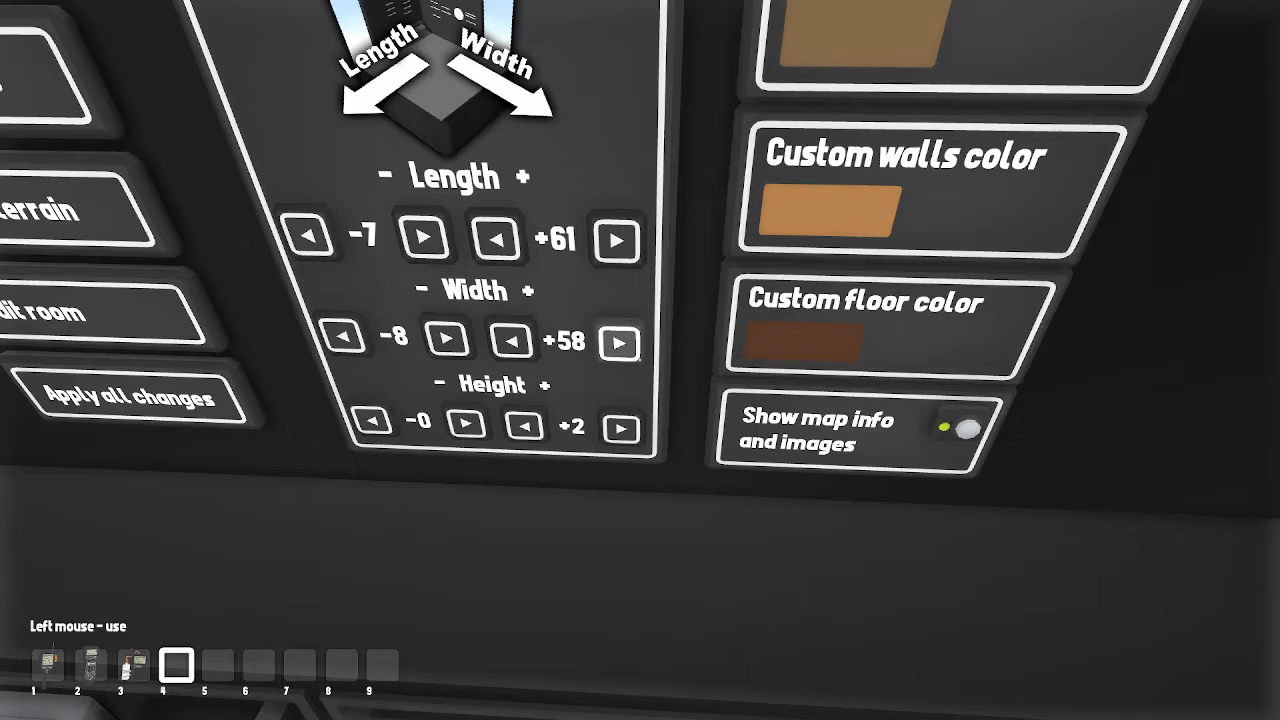 Length
Width
- Length +
-7
+61
- Width +
-8
+58
- Height +
-0
+2
terrain
room
Apply all changes
Custom walls color
Custom floor color
Show map info
and images
Left mouse - use
1 2 3 4 5 6 7 8 9